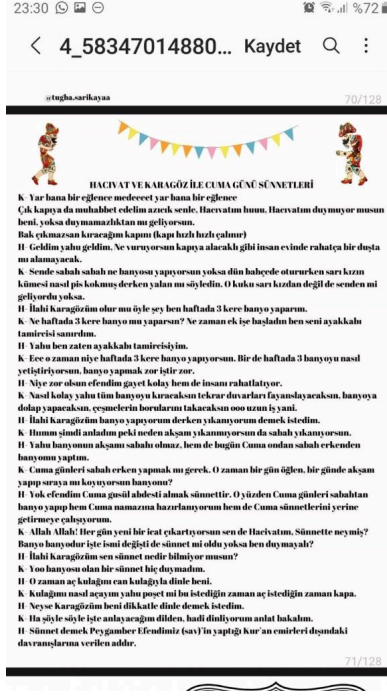 23:30
%72
4_58347014880... Kaydet
@tugha.sarikayaa
70/128
HACIVAT VE KARAGÖZ İLE CUMA GÜNÜ SÜNNETLERİ
K- Yar bana bir eğlence medeeeet yar bana bir eğlence
Çık kapıya da muhabbet edelim azıcık senle, Hacıvatım huuu, Hacıvatım duymuyor musun
beni, yoksa duymamazlıktan mı geliyorsun.
Bak çıkmazsan kıracağım kapını (kapı hızlı hızlı çalınır)
H- Geldim yahu geldim, Ne vuruyorsun kapıya alacaklı gibi insan evinde rahatça bir duşta
mı alamayacak.
K- Sende sabah sabah ne banyosu yapıyorsun yoksa dün bahçede otururken sarı kızın
kümesi nasıl pis kokmuş derken yalan mı söyledin. O koku sarı kızdan değil de senden mi
geliyordu yoksa.
H- İlahi Karagözüm olur mu öyle şey ben haftada 3 kere banyo yaparım.
K- Ne haftada 3 kere banyo mu yaparsın? Ne zaman ek işe başladın ben seni ayakkabı
tamircisi sanırdım.
H- Yahu ben zaten ayakkabı tamircisiyim.
K- Eee o zaman niye haftada 3 kere banyo yapıyorsun. Bir de haftada 3 banyoyu nasıl
yetiştiriyorsun, banyo yapmak zor iştir zor.
H- Niye zor olsun efendim gayet kolay hem de insanı rahatlatıyor.
K- Nasıl kolay yahu tüm banyoyu kıracaksın tekrar duvarları fayanslayacaksın, banyoya
dolap yapacaksın, çeşmelerin borularını takacaksın ooo uzun iş yani.
H- İlahi Karagözüm banyo yapıyorum derken yıkanıyorum demek istedim.
K- Hımm şimdi anladım peki neden akşam yıkanmıyorsun da sabah yıkanıyorsun.
H- Yahu banyonun akşamı sabahı olmaz, hem de bugün Cuma ondan sabah erkenden
banyomu yaptım.
K- Cuma günleri sabah erken yapmak mı gerek. O zaman bir gün öğlen, bir günde akşam
yapıp sıraya mı koyuyorsun banyonu?
H- Yok efendim Cuma gusül abdesti almak sünnettir. O yüzden Cuma günleri sabahtan
banyo yapıp hem Cuma namazına hazırlanıyorum hem de Cuma sünnetlerini yerine
getirmeye çalışıyorum.
K- Allah Allah! Her gün yeni bir icat çıkartıyorsun sen de Hacıvatım, Sünnette neymiş?
Banyo banyodur işte ismi değişti de sünnet mi oldu yoksa ben duymayalı?
H- İlahi Karagözüm sen sünnet nedir bilmiyor musun?
K- Yoo banyosu olan bir sünnet hiç duymadım.
H- O zaman aç kulağını can kulağıyla dinle beni.
K- Kulağımı nasıl açayım yahu poşet mi bu istediğin zaman aç istediğin zaman kapa.
H- Neyse Karagözüm beni dikkatle dinle demek istedim.
K- Ha şöyle söyle işte anlayacağım dilden, hadi dinliyorum anlat bakalım.
H- Sünnet demek Peygamber Efendimiz (sav)'in yaptığı Kur'an emirleri dışındaki
davranışlarına verilen addır.
71/128